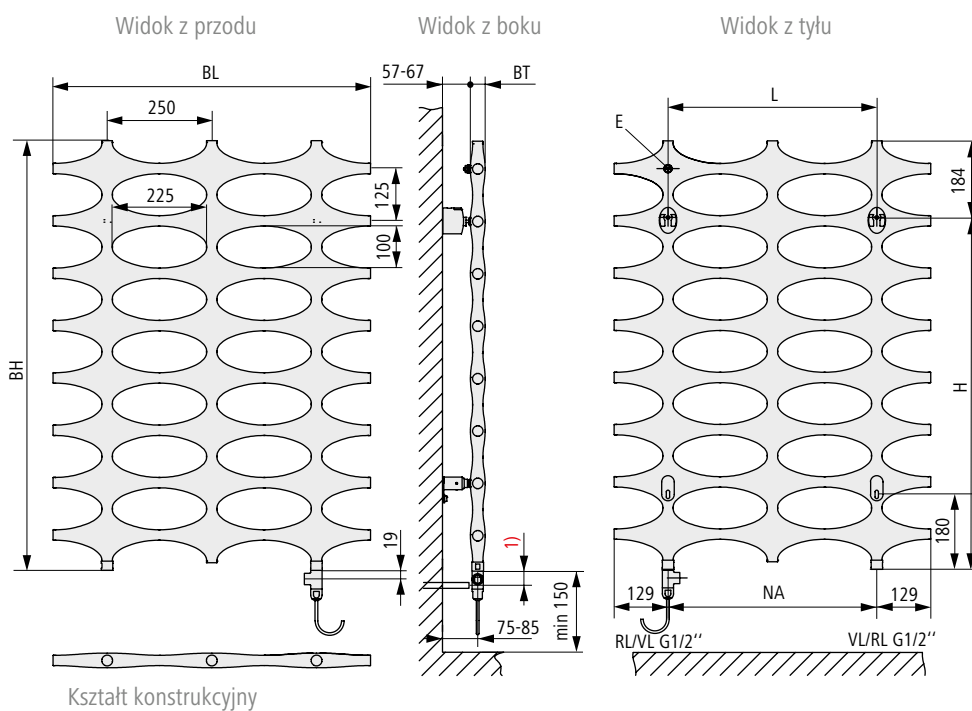 Widok z przodu
Widok z boku
Widok z tyłu
BL
57-67
BT
L
250
E
184
125
225
100
BH
H
19
1)
180
min 150
75-85
129
NA
129
RL/VL G1/2''
VL/RL G1/2''
Kształt konstrukcyjny